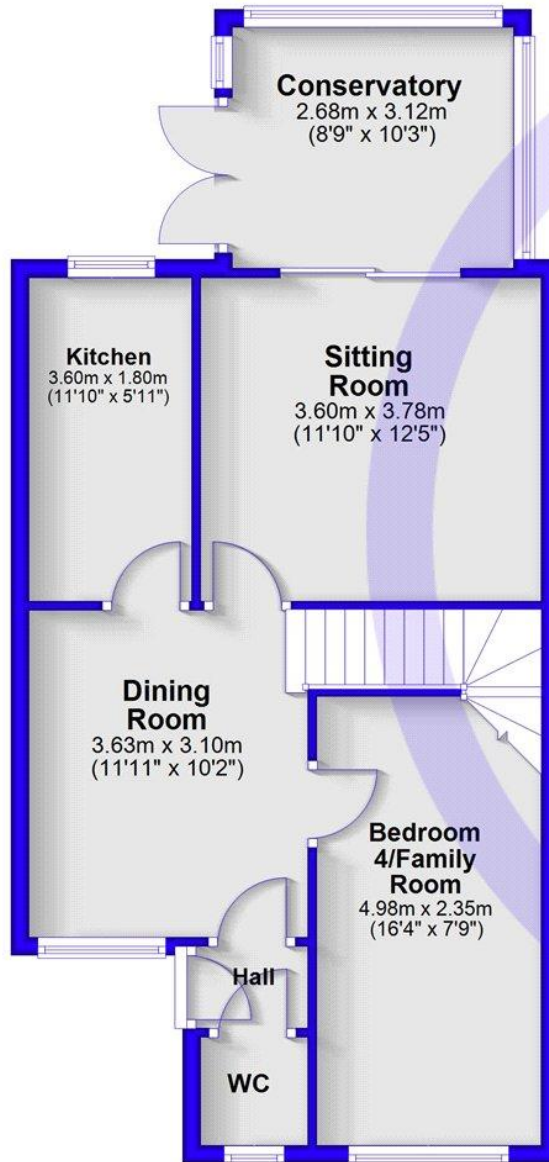 Conservatory
2.68m x 3.12m
(8'9" x 10'3")
Kitchen
3.60m x 1.80m
(11'10" x 5'11")
Sitting
Room
3.60m x 3.78m
(11'10" x 12'5")
Dining
Room
3.63m x 3.10m
(11'11" x 10'2")
Bedroom
4/Family
Room
4.98m x 2.35m
(16'4" x 7'9")
Hall
WC